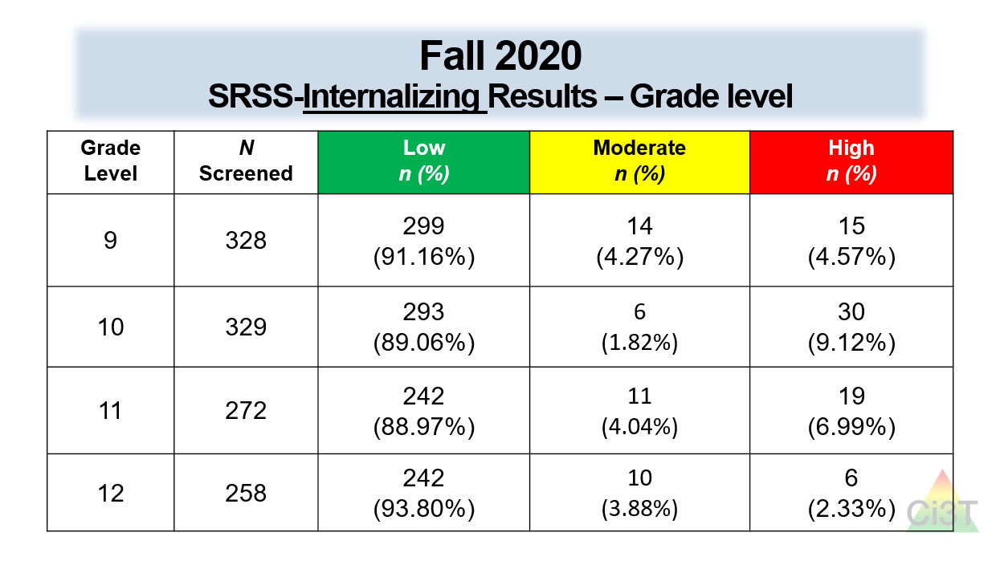 Fall 2020
SRSS-Internalizing Results – Grade level
Grade Level
N Screened
Low n (%)
Moderate n (%)
High n (%)
9
328
299 (91.16%)
14 (4.27%)
15 (4.57%)
10
329
293 (89.06%)
6 (1.82%)
30 (9.12%)
11
272
242 (88.97%)
11 (4.04%)
19 (6.99%)
12
258
242 (93.80%)
10 (3.88%)
6 (2.33%)
Ci3T